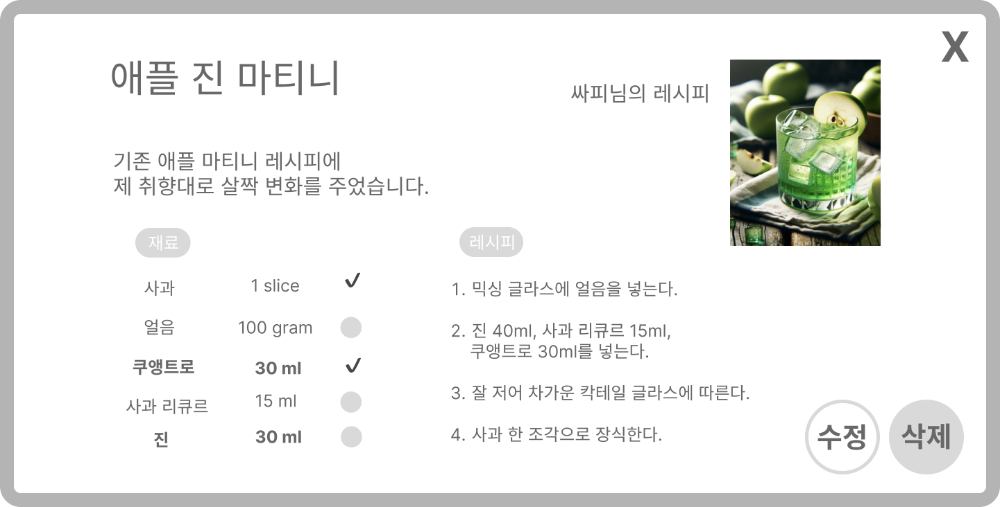 X
애플 진 마티니
싸피님의 레시피
기존 애플 마티니 레시피에
제 취향대로 살짝 변화를 주었습니다.
재료
사과 1 slice
얼음 100 gram
쿠앵트로 30 ml
사과 리큐르 15 ml
진 30 ml
레시피
1. 믹싱 글라스에 얼음을 넣는다.
2. 진 40ml, 사과 리큐르 15ml,
쿠앵트로 30ml를 넣는다.
3. 잘 저어 차가운 칵테일 글라스에 따른다.
4. 사과 한 조각으로 장식한다.
수정
삭제